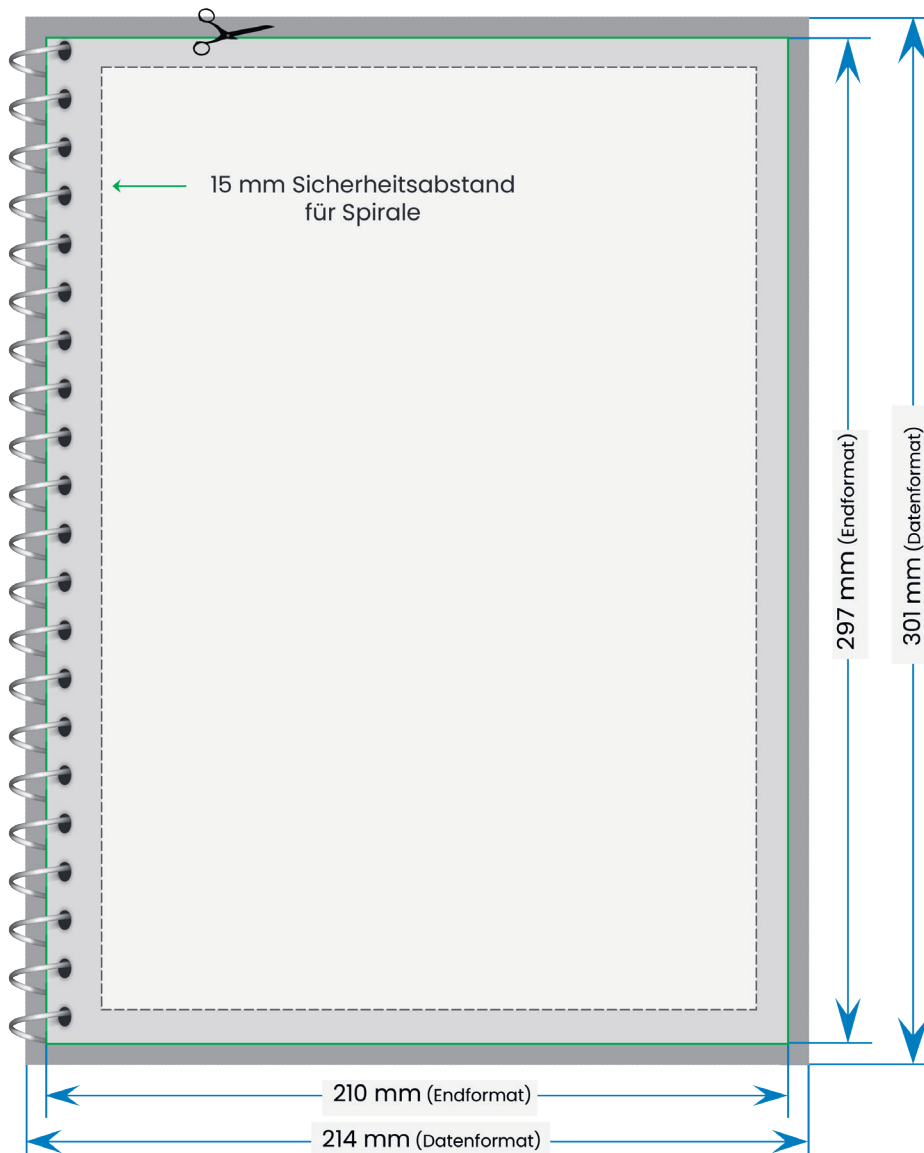 15 mm Sicherheitsabstand
für Spirale
297 mm (Endformat)
301 mm (Datenformat)
210 mm (Endformat)
214 mm (Datenformat)